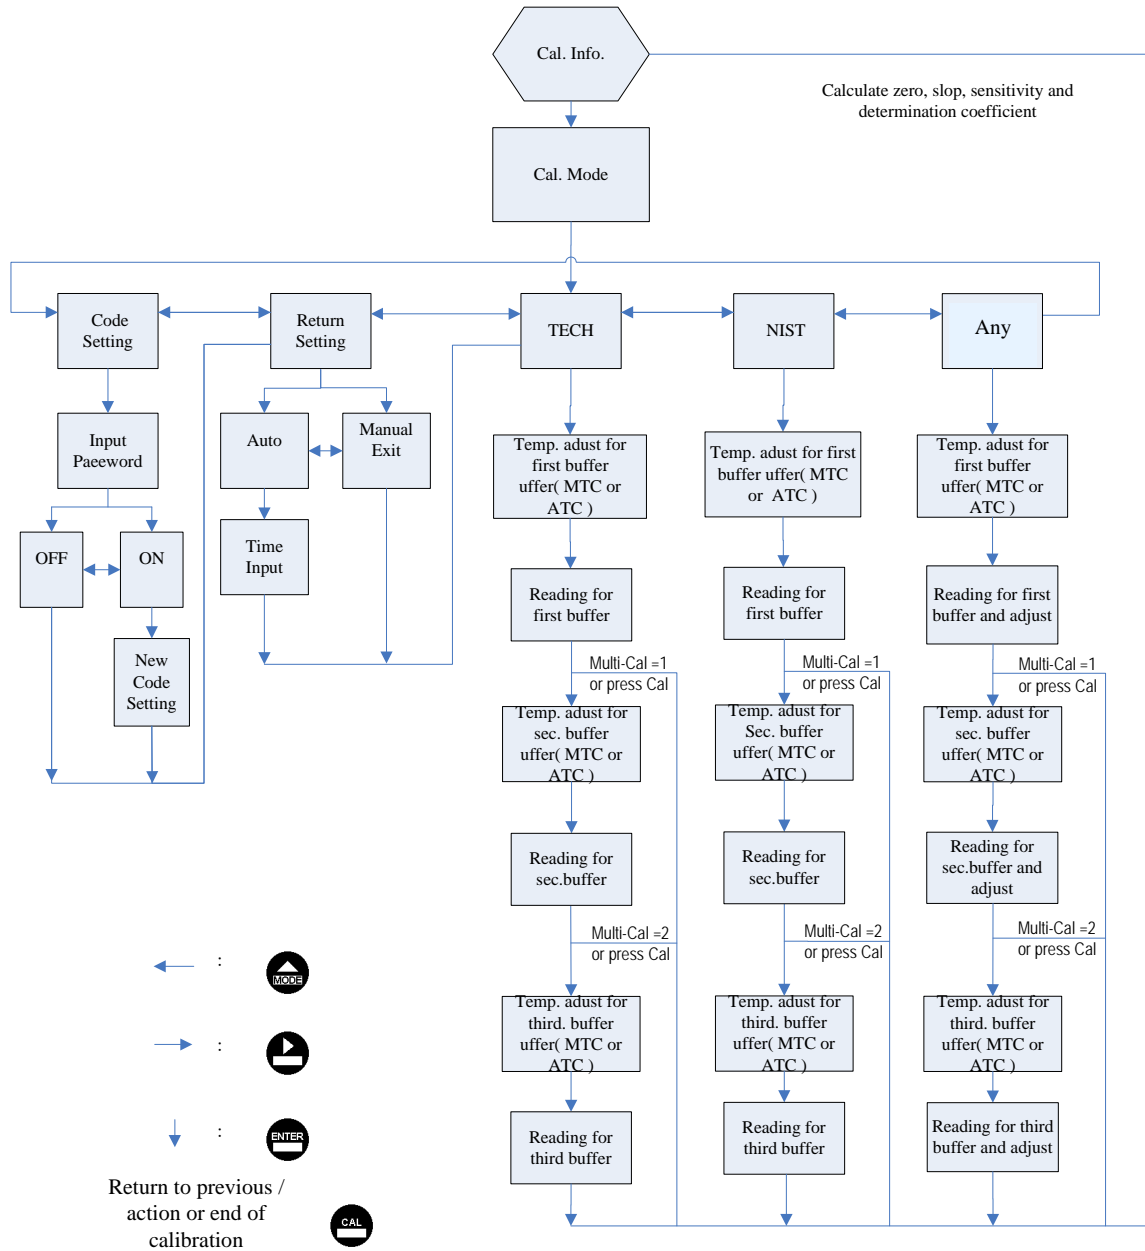 Cal. Info.
Calculate zero, slop, sensitivity and
determination coefficient
Cal. Mode
Code
Setting
Return
Setting
TECH
NIST
Any
Input
Paeeword
Auto
Manual
Exit
OFF
ON
Time
Input
New
Code
Setting
Temp. adust for
first buffer
uffer( MTC or
ATC )
Reading for
first buffer
Multi-Cal =1
or press Cal
Temp. adust for
sec. buffer
uffer( MTC or
ATC )
Reading for
sec.buffer
Multi-Cal =2
or press Cal
Temp. adust for
third. buffer
uffer( MTC or
ATC )
Reading for
third buffer
Temp. adust for first
buffer uffer( MTC
or ATC )
Reading for
first buffer
Multi-Cal =1
or press Cal
Temp. adust for
Sec. buffer
uffer( MTC or
ATC )
Reading for
sec.buffer
Multi-Cal =2
or press Cal
Temp. adust for
third. buffer
uffer( MTC or
ATC )
Reading for
third buffer
Temp. adust for
first buffer
uffer( MTC or
ATC )
Reading for first
buffer and adjust
Multi-Cal =1
or press Cal
Temp. adust for
sec. buffer
uffer( MTC or
ATC )
Reading for
sec.buffer and
adjust
Multi-Cal =2
or press Cal
Temp. adust for
third. buffer
uffer( MTC or
ATC )
Reading for third
buffer and adjust
: MODE
:
: ENTER
Return to previous /
action or end of
calibration
CAL